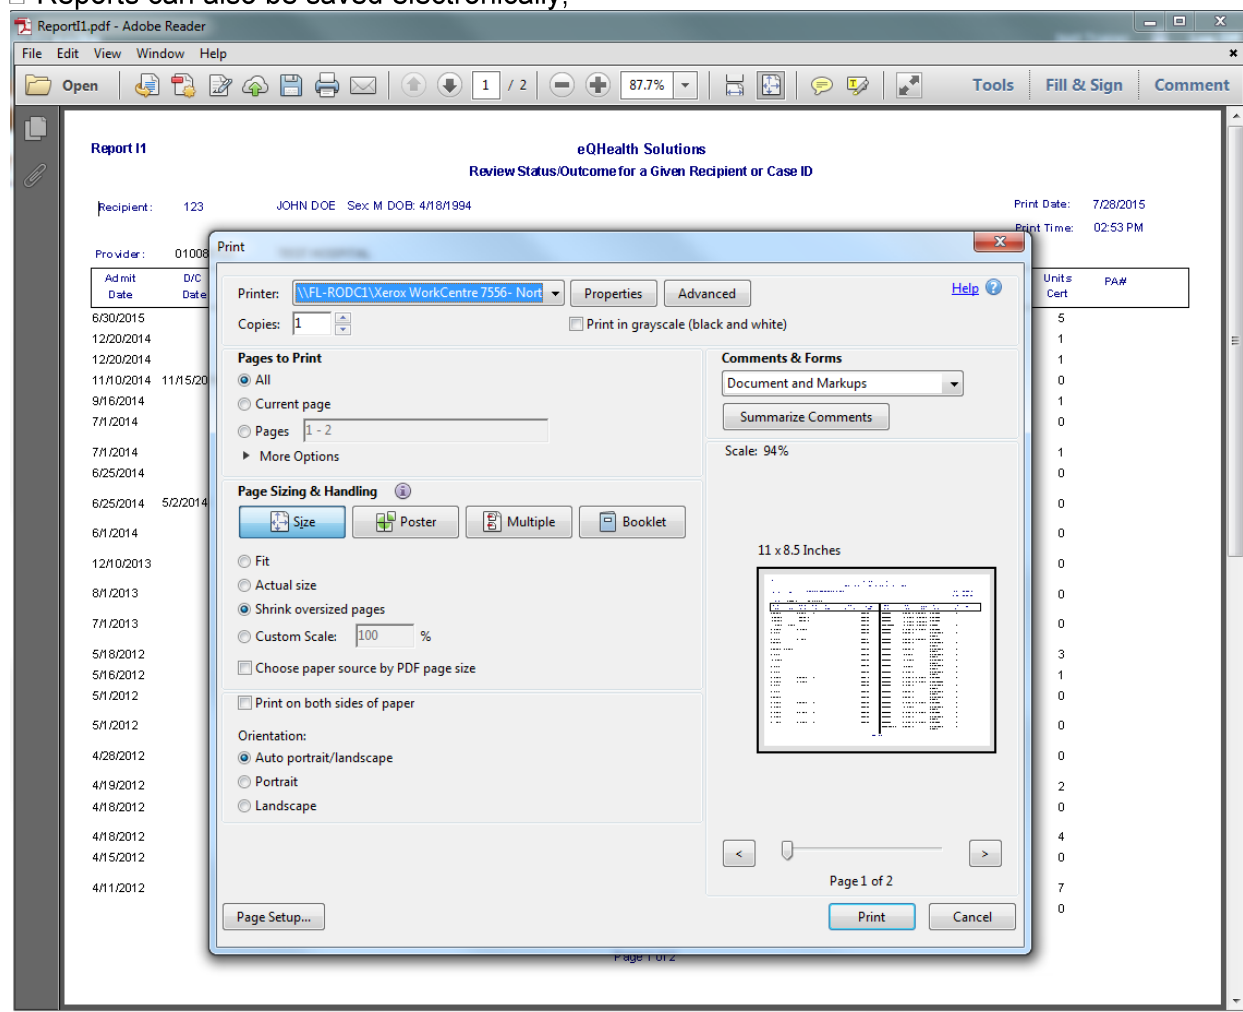 Reports can also be saved electronically,
ReportI1.pdf - Adobe Reader
File Edit View Window Help
Open 1 / 2 87.7% Tools Fill & Sign Comment
Report I1 eQHealth Solutions
Review Status/Outcome for a Given Recipient or Case ID
Recipient: 123 JOHN DOE Sex: M DOB: 4/18/1994 Print Date: 7/28/2015
Print Time: 02:53 PM
Provider: 01008
Admit Date D/C Date Units Cert PA#
6/30/2015 5
12/20/2014 1
12/20/2014 1
11/10/2014 11/15/20 0
9/16/2014 1
7/1/2014 0
7/1/2014 1
6/25/2014 0
6/25/2014 5/2/2014 0
6/1/2014 0
12/10/2013 0
8/1/2013 0
7/1/2013 0
5/18/2012 3
5/16/2012 1
5/1/2012 0
5/1/2012 0
4/28/2012 0
4/19/2012 2
4/18/2012 0
4/18/2012 4
4/15/2012 0
4/11/2012 7
0
Page 1 of 2
Print
Printer: \\FL-RODC1\Xerox WorkCentre 7556- Nort Properties Advanced Help
Copies: 1 Print in grayscale (black and white)
Pages to Print
All
Current page
Pages 1 - 2
More Options
Page Sizing & Handling
Size Poster Multiple Booklet
Fit
Actual size
Shrink oversized pages
Custom Scale: 100 %
Choose paper source by PDF page size
Print on both sides of paper
Orientation:
Auto portrait/landscape
Portrait
Landscape
Comments & Forms
Document and Markups
Summarize Comments
Scale: 94%
11 x 8.5 Inches
< >
Page 1 of 2
Page Setup... Print Cancel